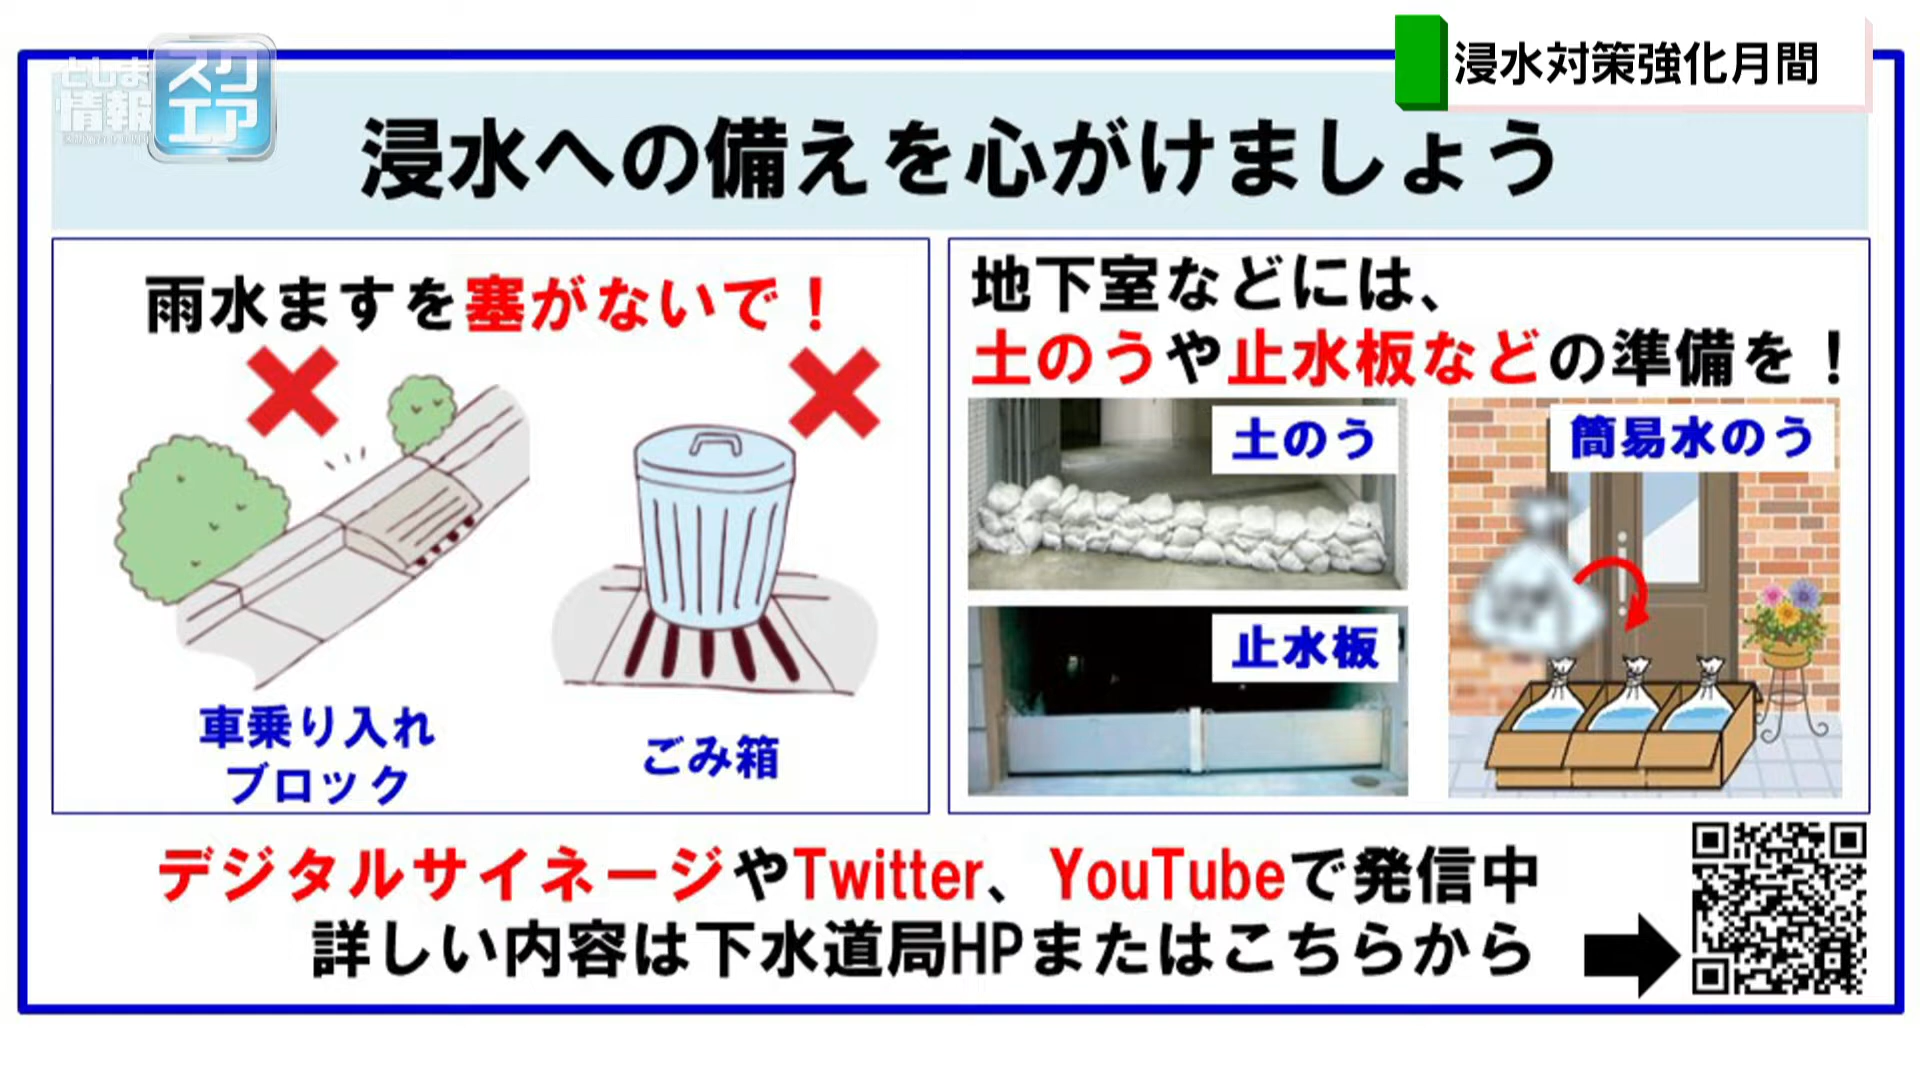 浸水対策強化月間
としま
情報
スク
エア
浸水への備えを心がけましょう
雨水ますを塞がないで！
車乗り入れ
ブロック
ごみ箱
地下室などには、
土のうや止水板などの準備を！
土のう
簡易水のう
止水板
デジタルサイネージやTwitter、YouTubeで発信中
詳しい内容は下水道局HPまたはこちらから